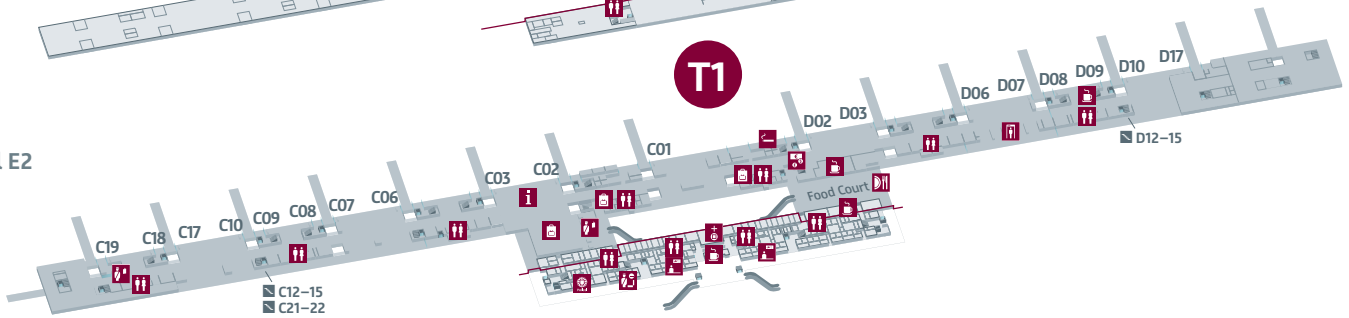 T1
D17
D10
D09
D08
D07
D06
D03
D02
C01
C02
C03
C06
C07
C08
C09
C10
C17
C18
C19
E2
D12–15
Food Court
i
C12–15
C21–22